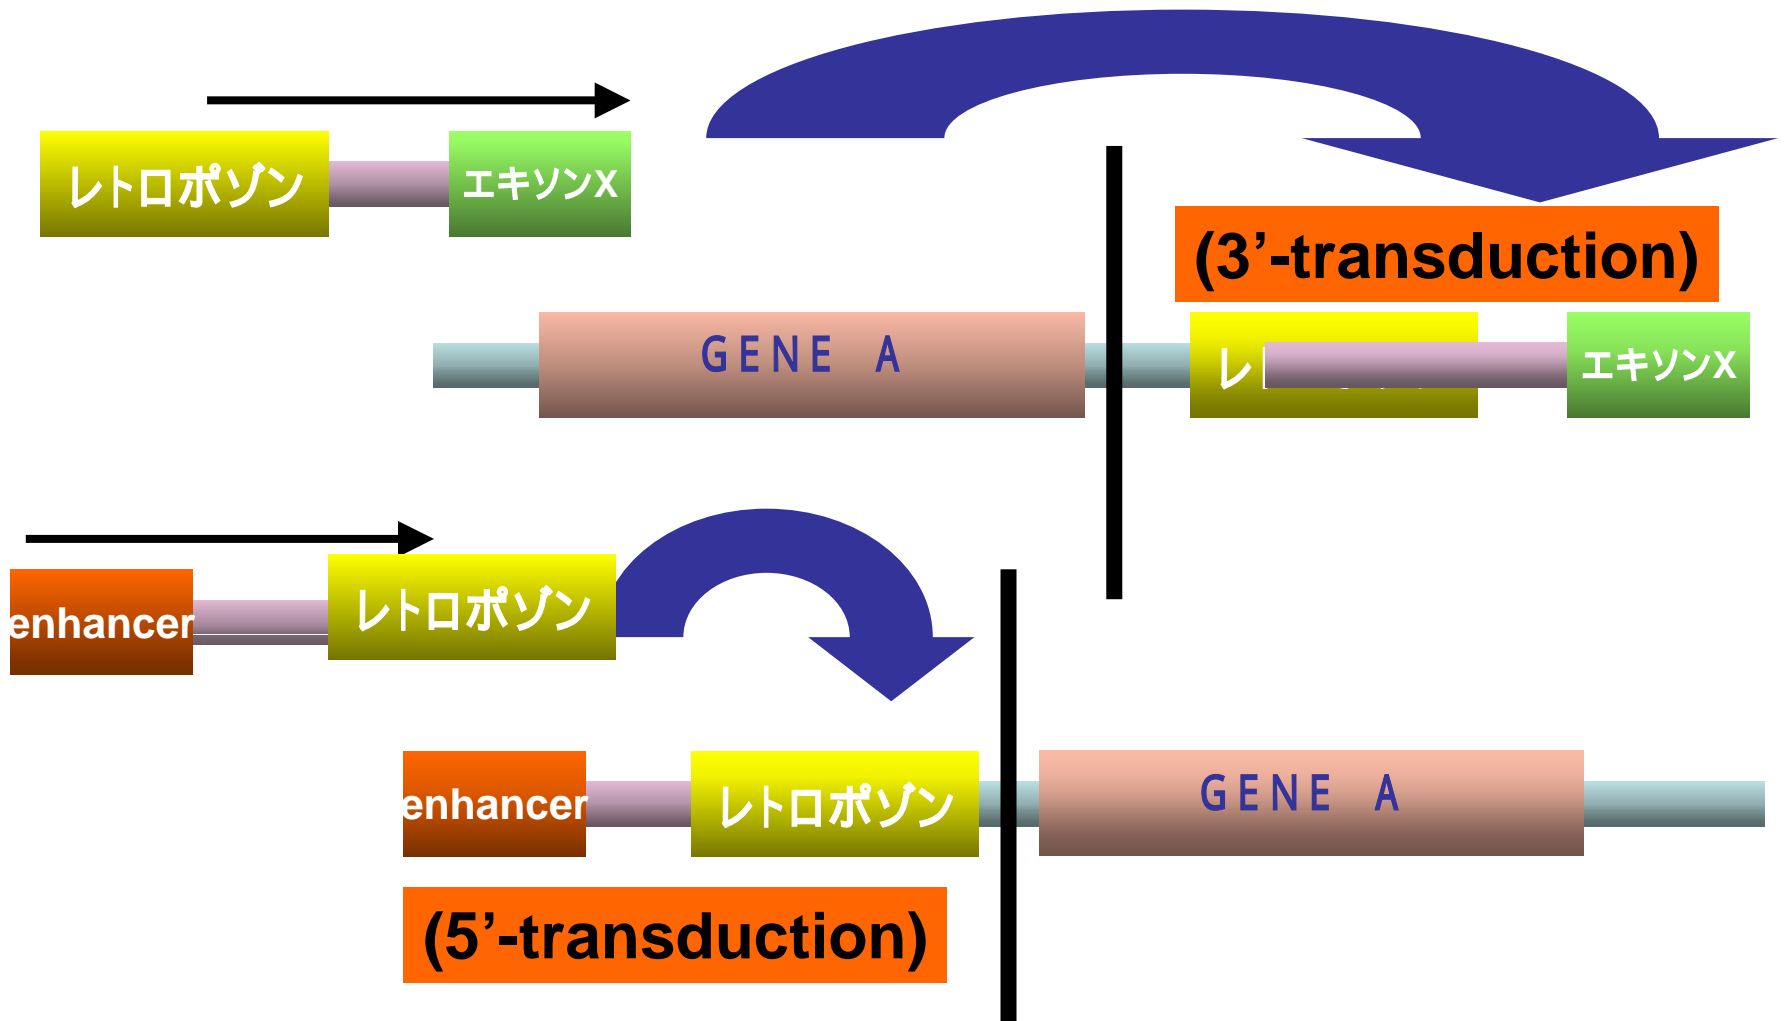 レトロポゾン
エキソンX
(3’-transduction)
GENE A
レ
エキソンX
enhancer
レトロポゾン
enhancer
レトロポゾン
GENE A
(5’-transduction)